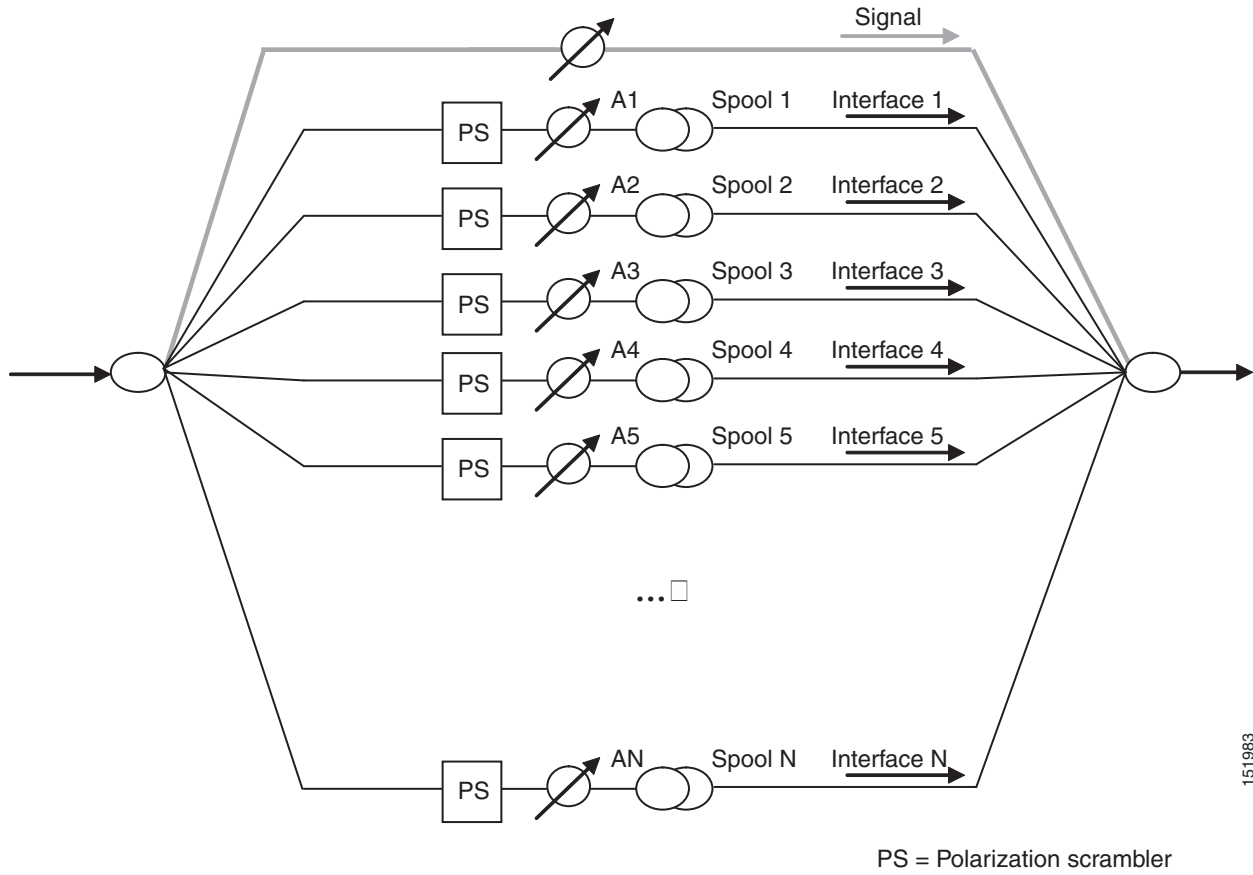 Signal
A1 Spool 1 Interface 1
PS
A2 Spool 2 Interface 2
PS
A3 Spool 3 Interface 3
PS
A4 Spool 4 Interface 4
PS
A5 Spool 5 Interface 5
PS
...□
AN Spool N Interface N
PS
151983
PS = Polarization scrambler